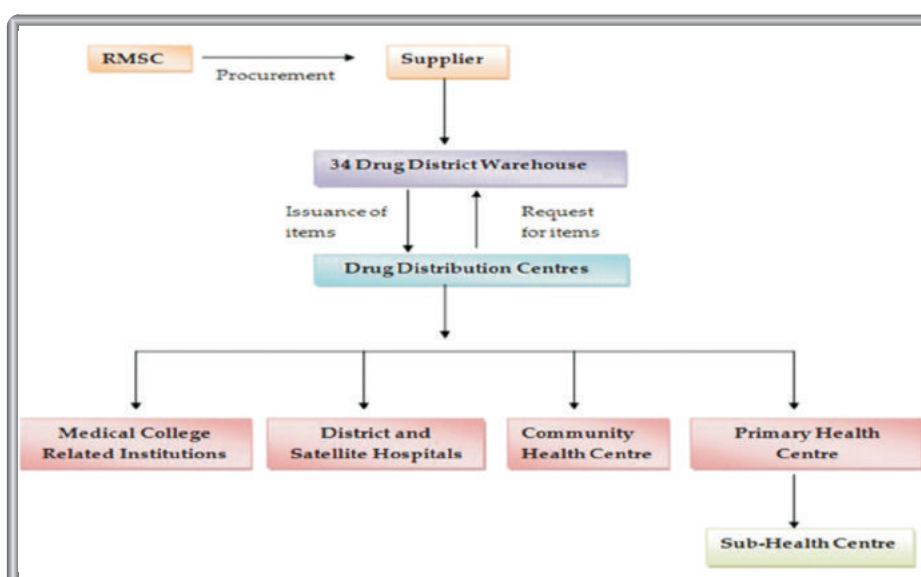 RMSC
Procurement
Supplier
34 Drug District Warehouse
Issuance of
items
Request
for items
Drug Distribution Centres
Medical College
Related Institutions
District and
Satellite Hospitals
Community
Health Centre
Primary Health
Centre
Sub-Health Centre